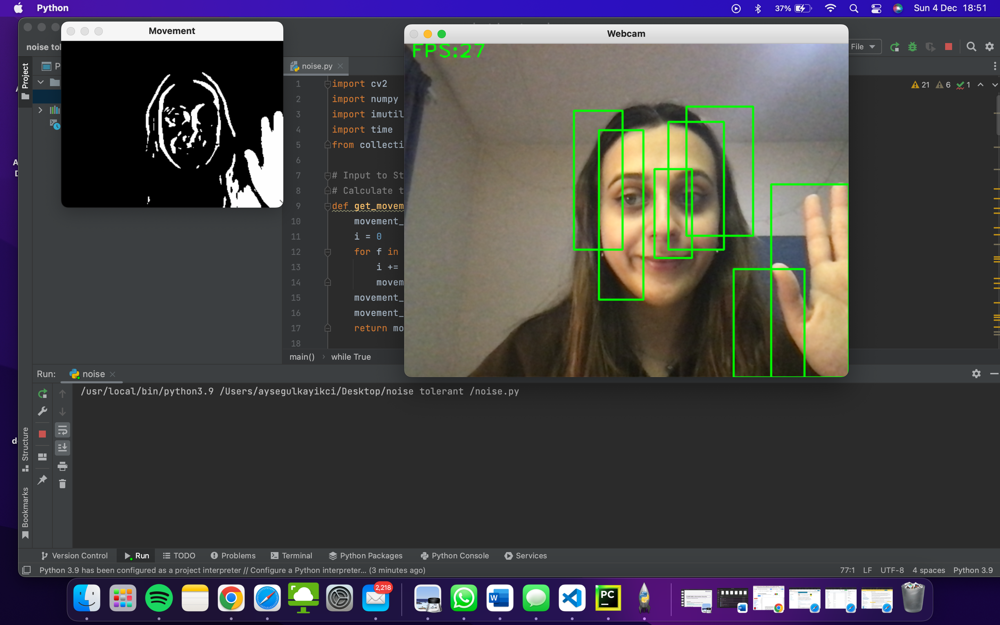 Python
37%
Sun 4 Dec 18:51
Movement
Webcam
FPS:27
noise tol
File
Project
P
noise.py
21 6 1
1 import cv2
2 import numpy
3 import imutil
4 import time
5 from collecti
6
7 # Input to St
8 # Calculate t
9 def get_movem
10 movement_
11 i = 0
12 for f in
13 i +=
14 movem
15 movement_
16 movement_
17 return mo
18
main() › while True
Run: noise
/usr/local/bin/python3.9 /Users/aysegulkayikci/Desktop/noise tolerant /noise.py
Structure
Bookmarks
Version Control Run TODO Problems Terminal Python Packages Python Console Services
Python 3.9 has been configured as a project interpreter // Configure a Python interpreter... (3 minutes ago)
77:1 LF UTF-8 4 spaces Python 3.9
2,218
W
PC